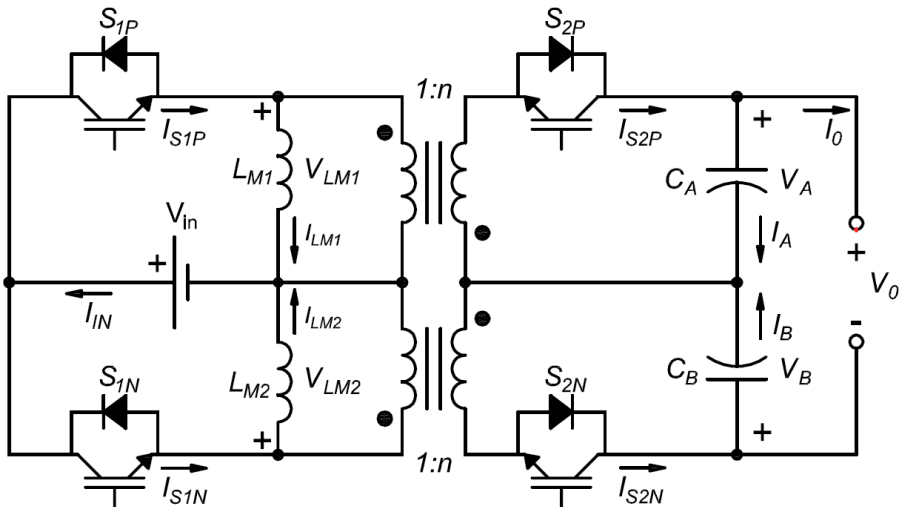 S1P
S2P
1:n
+
+
IS1P
IS2P
I0
LM1
VLM1
CA
VA
Vin
ILM1
IA
+
+
V0
IIN
ILM2
IB
-
S1N
LM2
VLM2
S2N
CB
VB
+
+
1:n
IS1N
IS2N